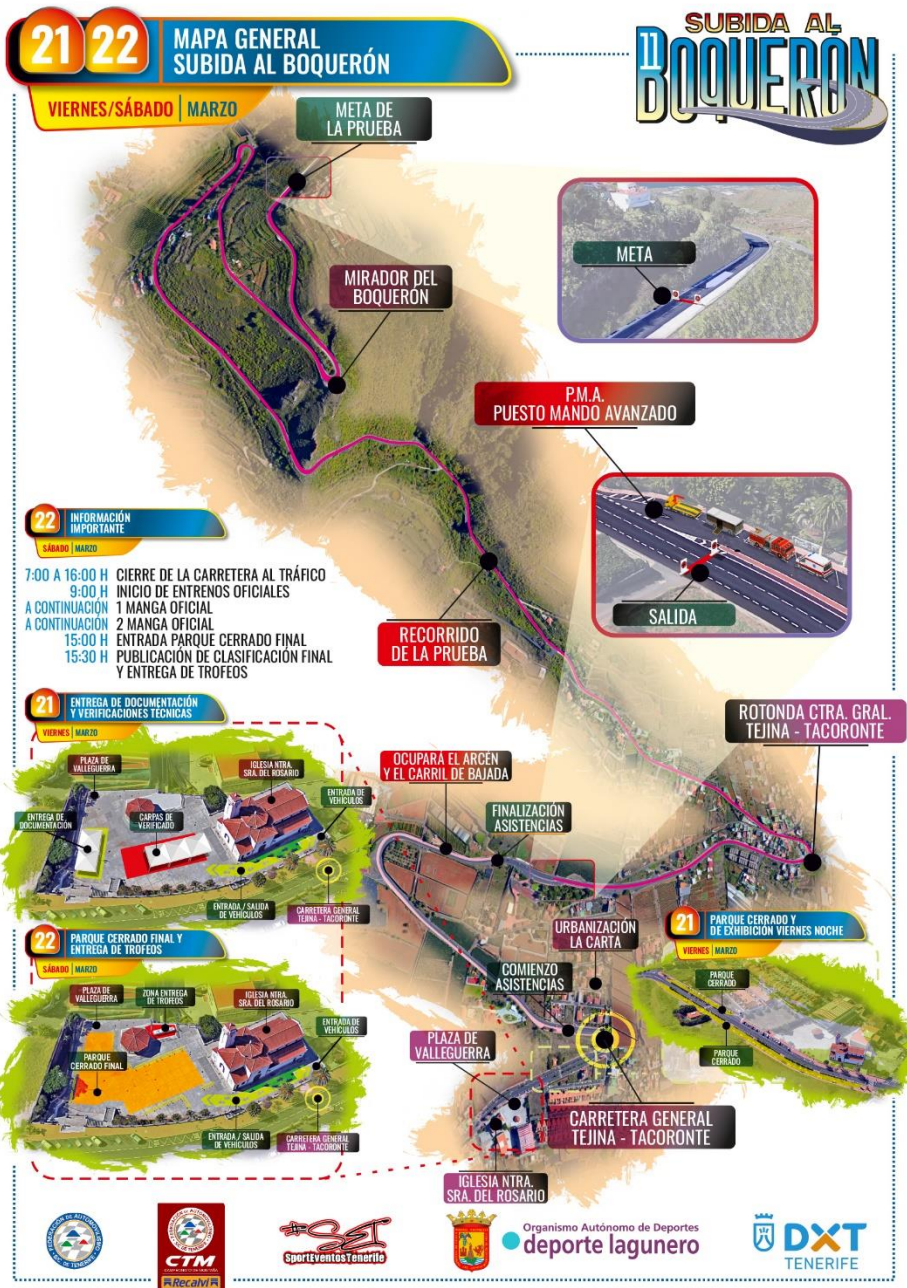 21 22
MAPA GENERAL
SUBIDA AL BOQUERÓN
VIERNES/SÁBADO | MARZO
SUBIDA AL
11 BOQUERÓN
META DE
LA PRUEBA
META
MIRADOR DEL
BOQUERÓN
P.M.A.
PUESTO MANDO AVANZADO
SALIDA
RECORRIDO
DE LA PRUEBA
22
INFORMACIÓN
IMPORTANTE
SÁBADO | MARZO
7:00 A 16:00 H CIERRE DE LA CARRETERA AL TRÁFICO
9:00 H INICIO DE ENTRENOS OFICIALES
A CONTINUACIÓN 1 MANGA OFICIAL
A CONTINUACIÓN 2 MANGA OFICIAL
15:00 H ENTRADA PARQUE CERRADO FINAL
15:30 H PUBLICACIÓN DE CLASIFICACIÓN FINAL
Y ENTREGA DE TROFEOS
ROTONDA CTRA. GRAL.
TEJINA - TACORONTE
21
ENTREGA DE DOCUMENTACIÓN
Y VERIFICACIONES TÉCNICAS
VIERNES | MARZO
PLAZA DE
VALLEGUERRA
IGLESIA NTRA.
SRA. DEL ROSARIO
ENTRADA DE
VEHÍCULOS
ENTREGA DE
DOCUMENTACIÓN
CARPAS DE
VERIFICADO
ENTRADA / SALIDA
DE VEHÍCULOS
CARRETERA GENERAL
TEJINA - TACORONTE
OCUPARÁ EL ARCÉN
Y EL CARRIL DE BAJADA
FINALIZACIÓN
ASISTENCIAS
URBANIZACIÓN
LA CARTA
COMIENZO
ASISTENCIAS
21
PARQUE CERRADO Y
DE EXHIBICIÓN VIERNES NOCHE
VIERNES | MARZO
PARQUE
CERRADO
PARQUE
CERRADO
22
PARQUE CERRADO FINAL Y
ENTREGA DE TROFEOS
SÁBADO | MARZO
PLAZA DE
VALLEGUERRA
ZONA ENTREGA
DE TROFEOS
IGLESIA NTRA.
SRA. DEL ROSARIO
ENTRADA DE
VEHÍCULOS
PARQUE
CERRADO FINAL
ENTRADA / SALIDA
DE VEHÍCULOS
CARRETERA GENERAL
TEJINA - TACORONTE
PLAZA DE
VALLEGUERRA
CARRETERA GENERAL
TEJINA - TACORONTE
IGLESIA NTRA.
SRA. DEL ROSARIO
FEDERACIÓN DE AUTOMOVILISMO
DE TENERIFE
CTM
Recalvi
#SET
SportEventosTenerife
Organismo Autónomo de Deportes
deporte lagunero
DXT
TENERIFE